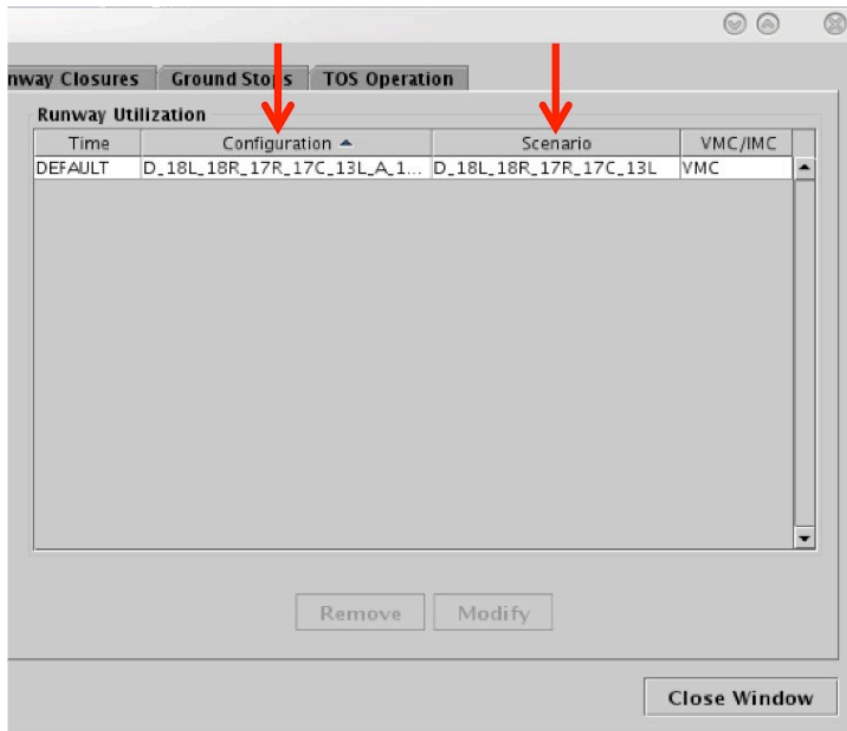 nway Closures Ground Stops TOS Operation
Runway Utilization
Time Configuration Scenario VMC/IMC
DEFAULT D_18L_18R_17R_17C_13L_A_1... D_18L_18R_17R_17C_13L VMC
Remove Modify
Close Window